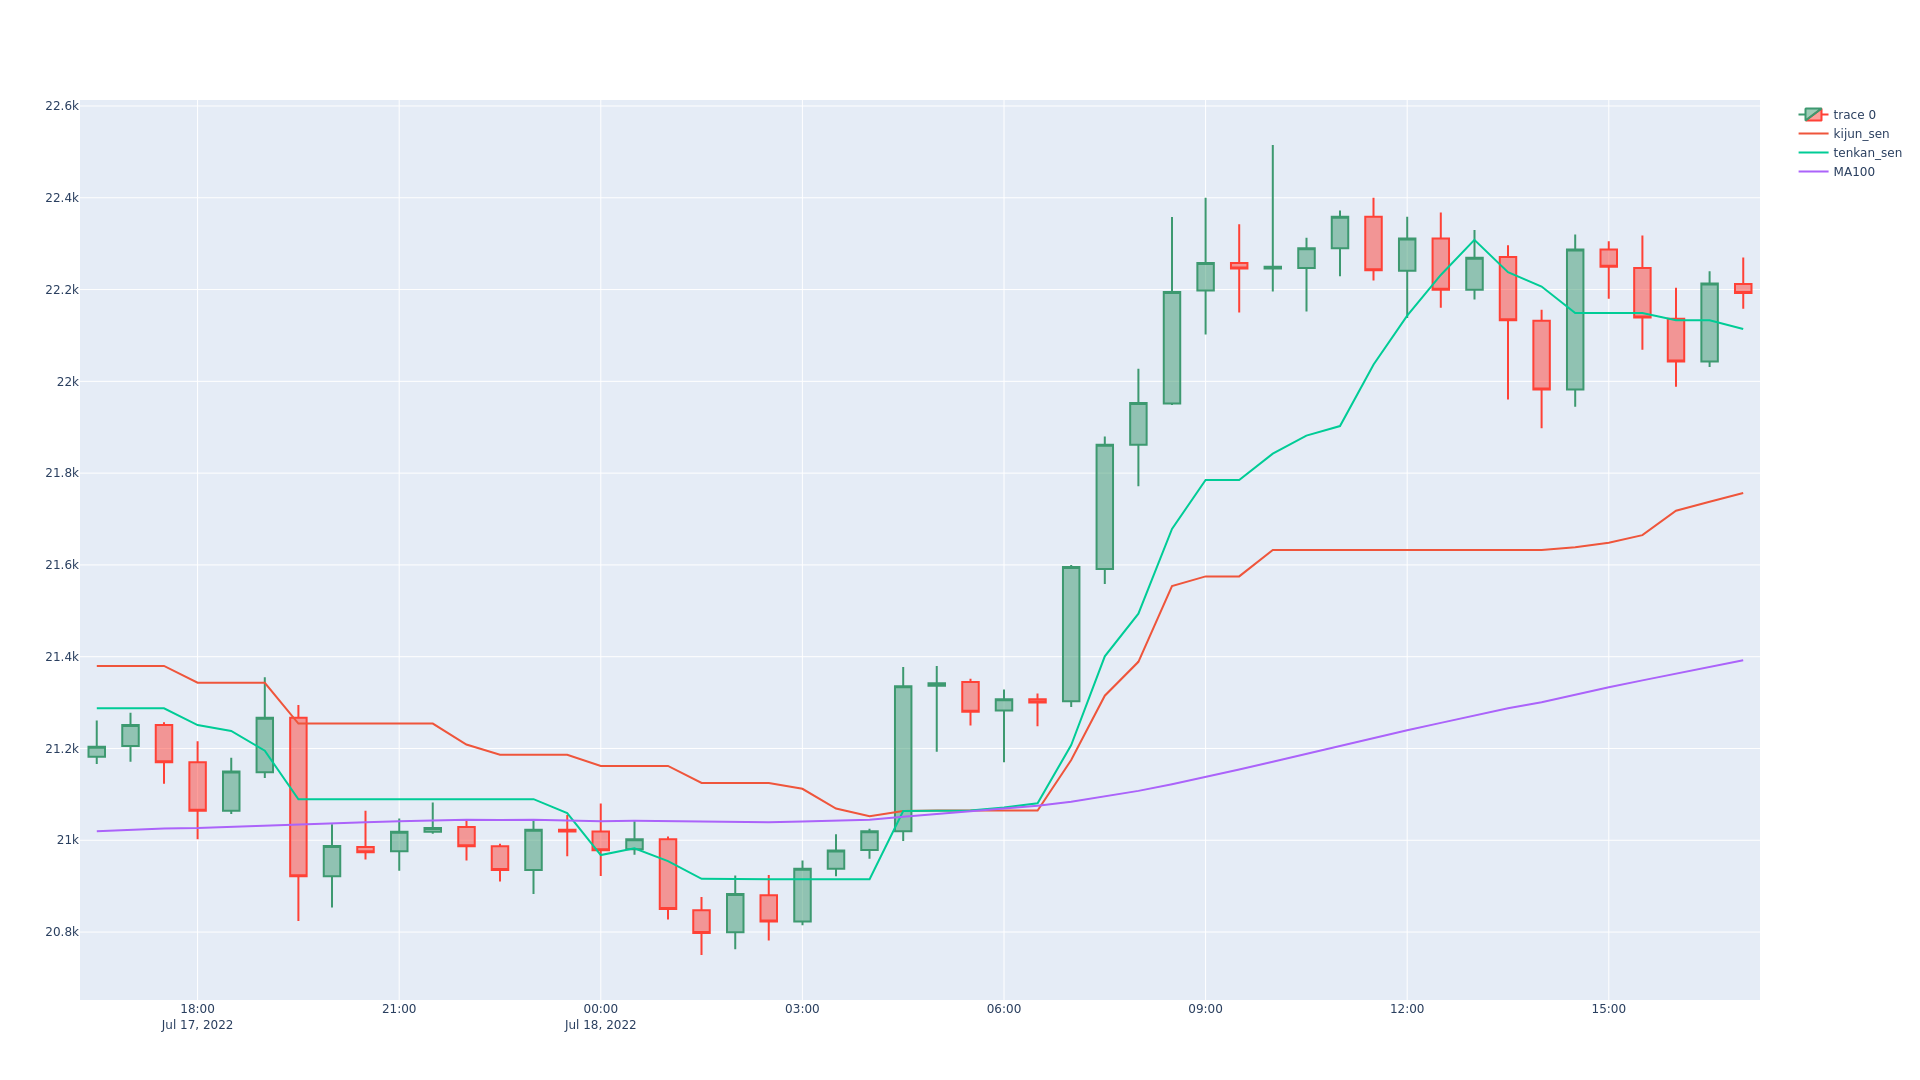 22.6k
22.4k
22.2k
22k
21.8k
21.6k
21.4k
21.2k
21k
20.8k
18:00 21:00 00:00 03:00 06:00 09:00 12:00 15:00
Jul 17, 2022 Jul 18, 2022
trace 0
kijun_sen
tenkan_sen
MA100